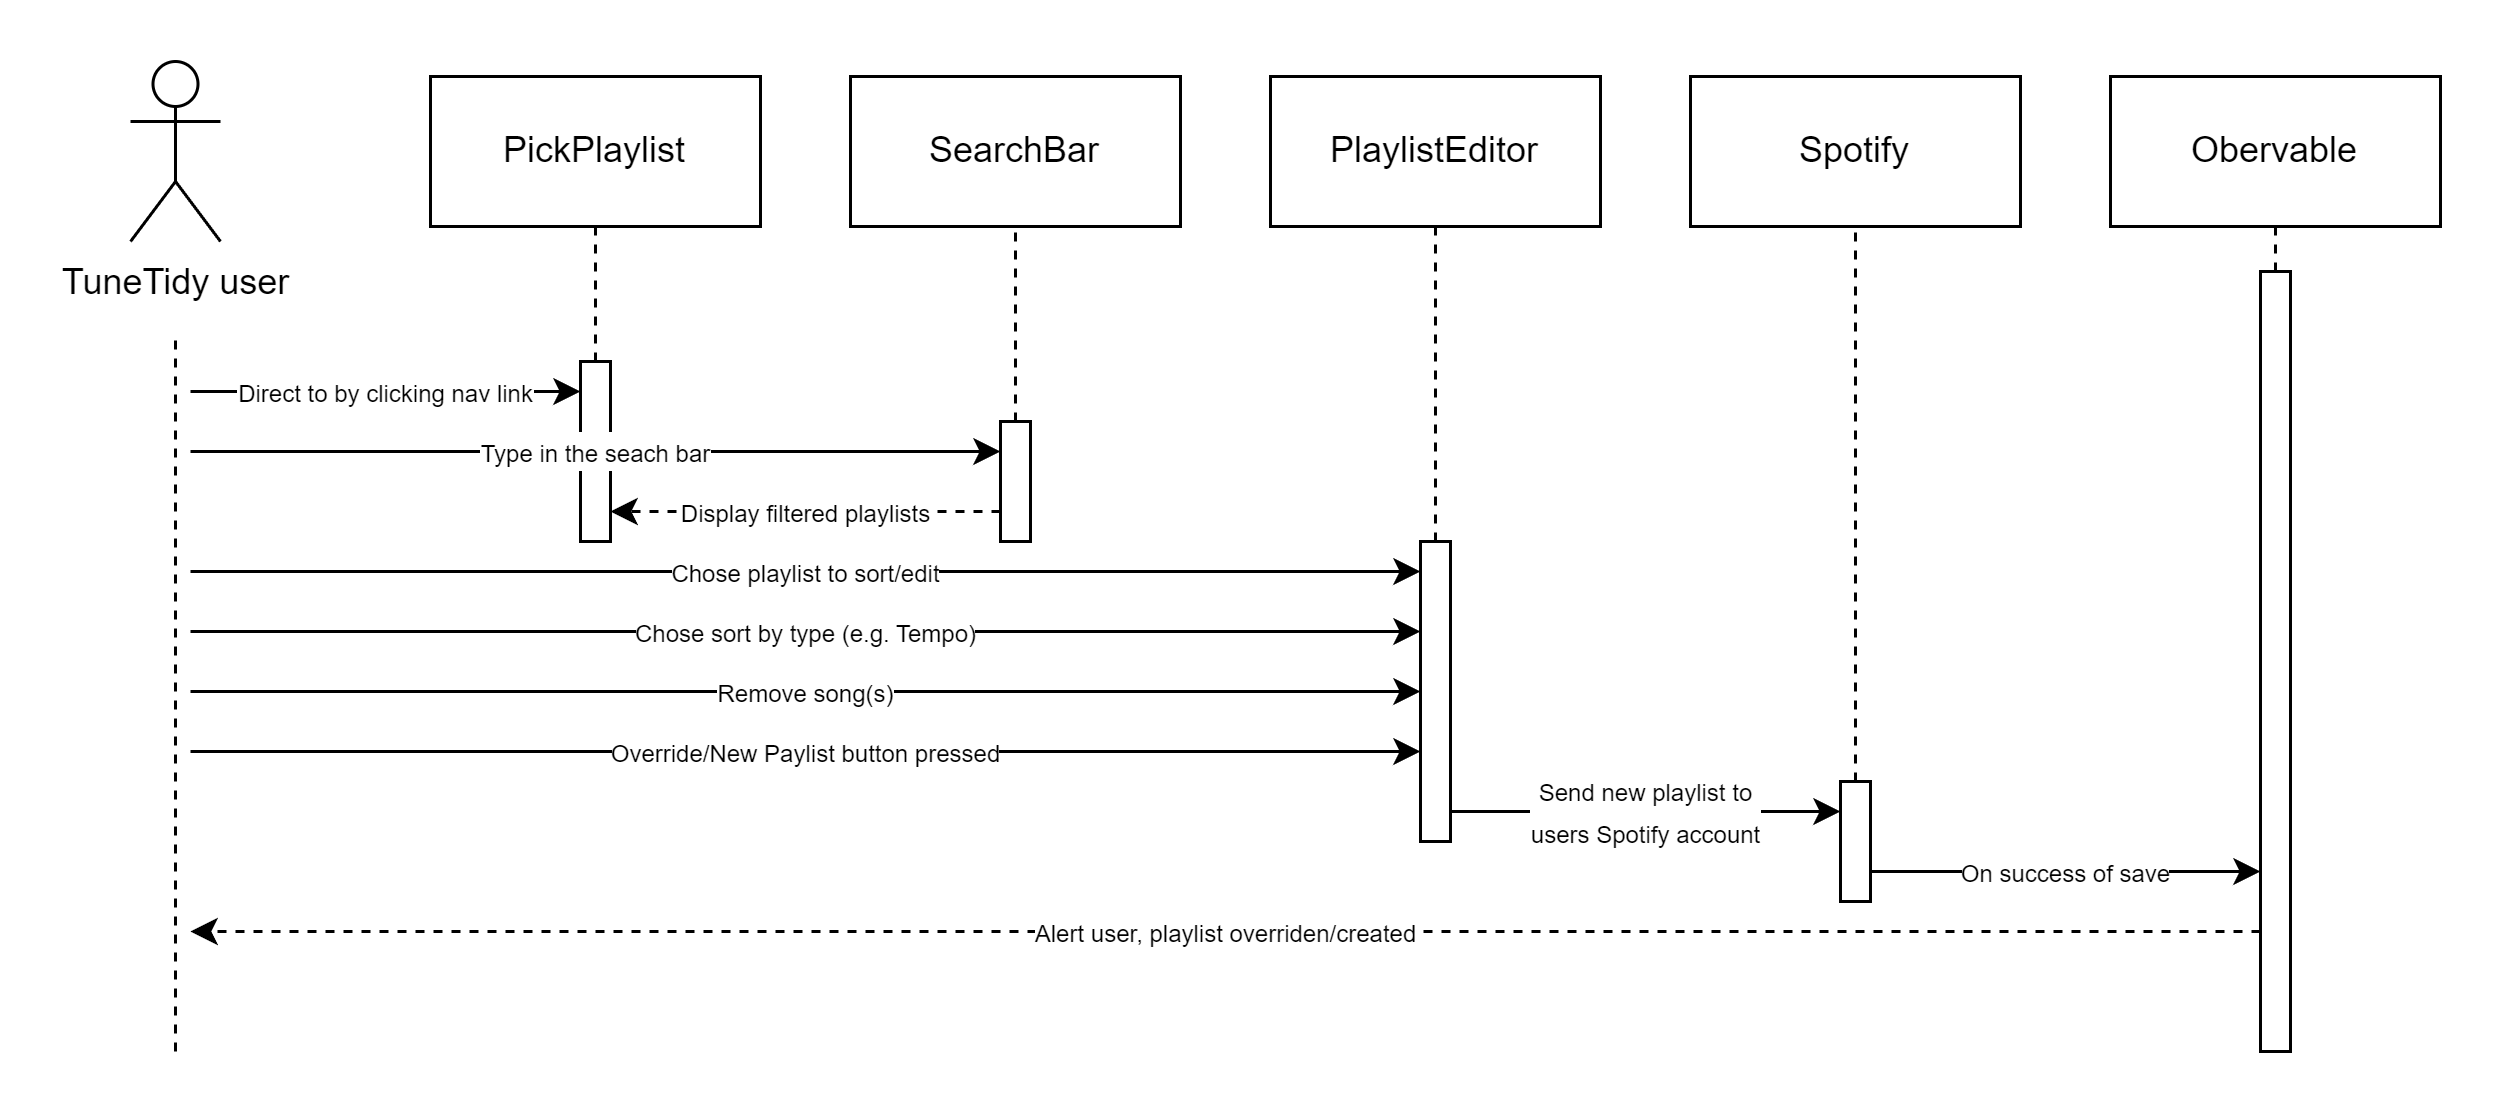 PickPlaylist
SearchBar
PlaylistEditor
Spotify
Obervable
TuneTidy user
Direct to by clicking nav link
Type in the seach bar
Display filtered playlists
Chose playlist to sort/edit
Chose sort by type (e.g. Tempo)
Remove song(s)
Override/New Paylist button pressed
Send new playlist to
users Spotify account
On success of save
Alert user, playlist overriden/created